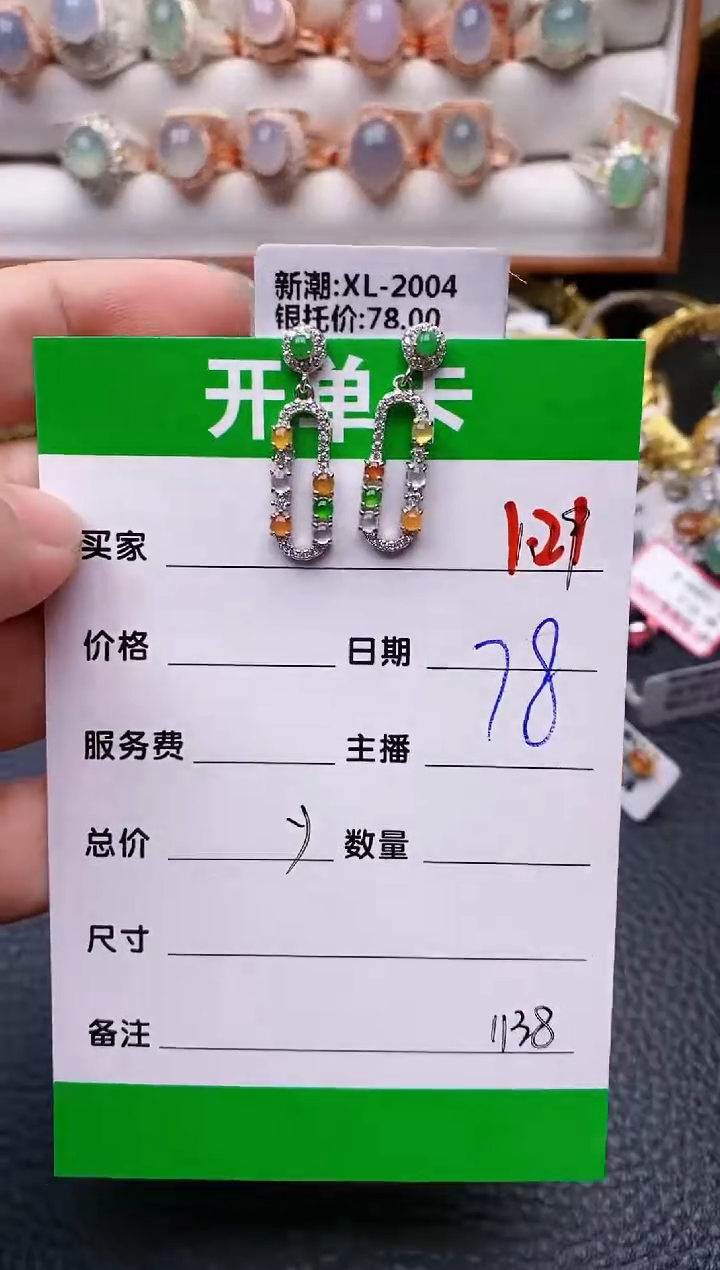 新潮:XL-2004
银托价:78.00
开单卡
买家
价格 日期 78
服务费 主播
总价 数量
尺寸
备注 1138